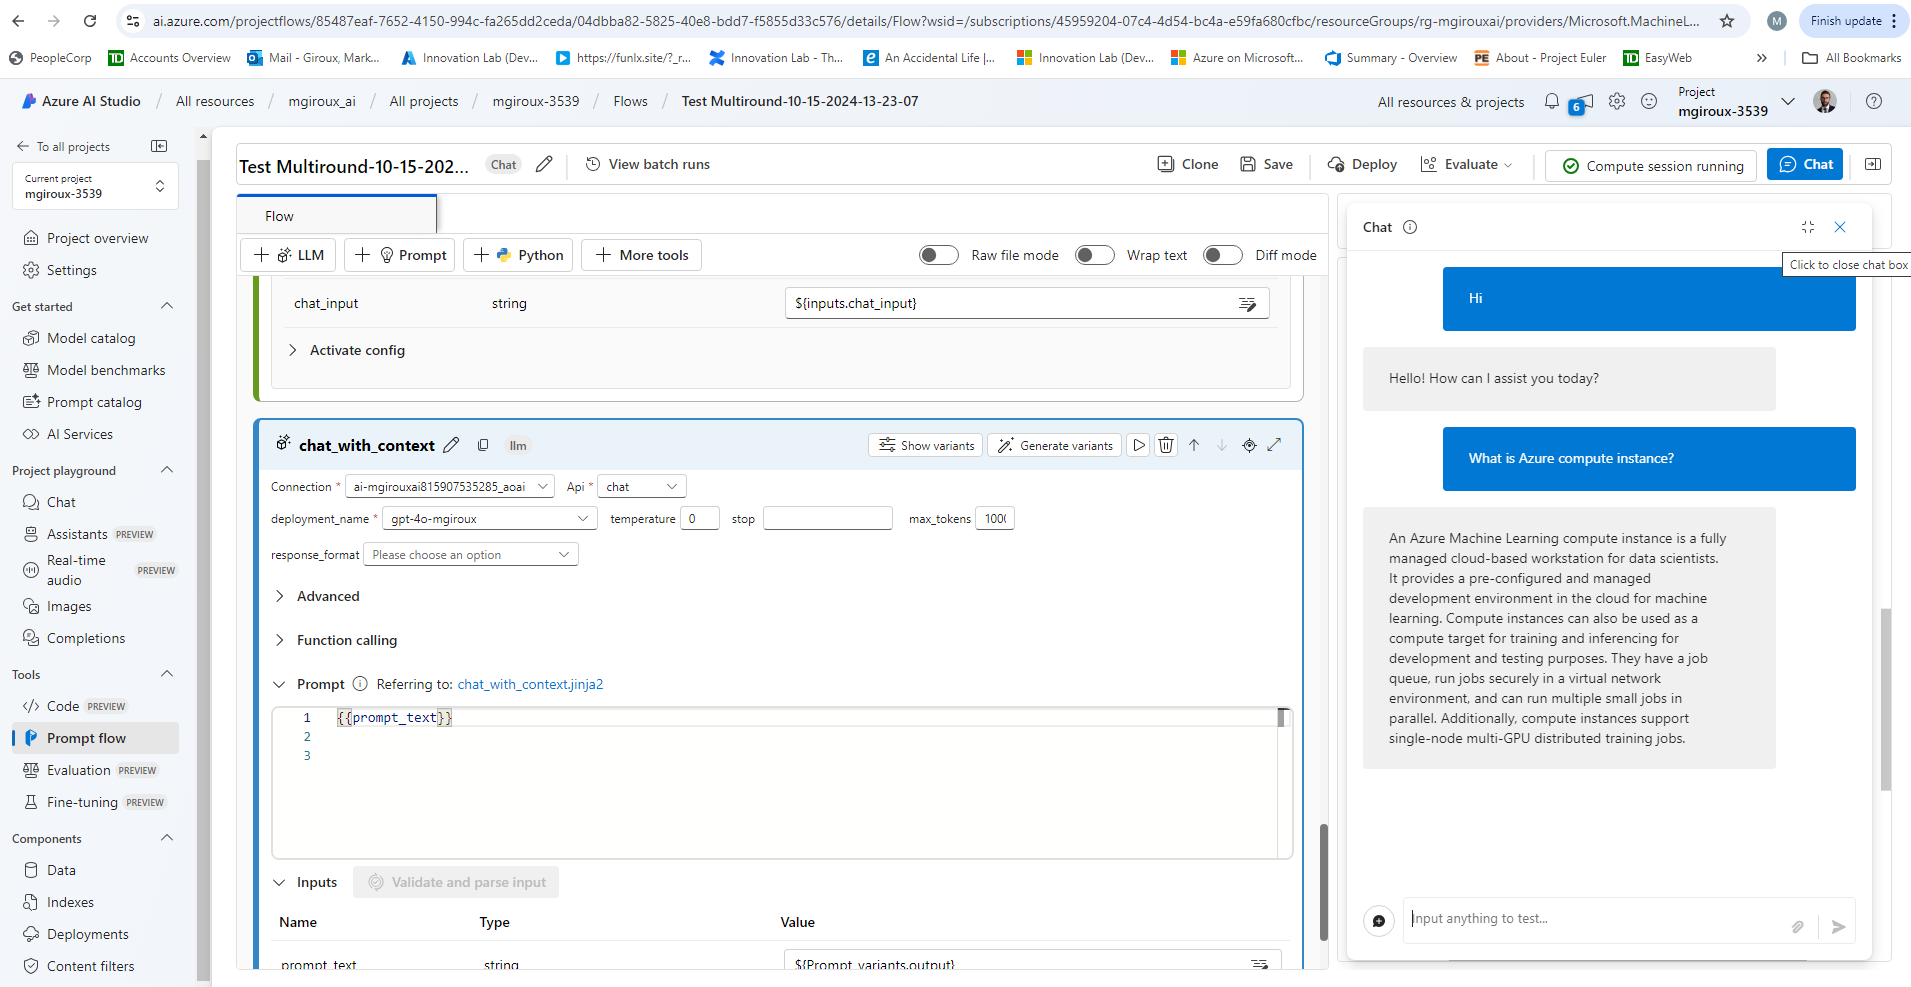 ai.azure.com/projectflows/85487eaf-7652-4150-994c-fa265dd2ceda/04dbba82-5825-40e8-bdd7-f5855d33c576/details/Flow?wsid=/subscriptions/45959204-07c4-4d54-bc4a-e59fa680cfbc/resourceGroups/rg-mgirouxai/providers/Microsoft.MachineL...
M
Finish update
PeopleCorp
TD Accounts Overview
Mail - Giroux, Mark...
Innovation Lab (Dev...
https://funlx.site/?_r...
Innovation Lab - Th...
An Accidental Life |...
Innovation Lab (Dev...
Azure on Microsoft...
Summary - Overview
PE About - Project Euler
TD EasyWeb
All Bookmarks
Azure AI Studio / All resources / mgiroux_ai / All projects / mgiroux-3539 / Flows / Test Multiround-10-15-2024-13-23-07
All resources & projects
6
Project
mgiroux-3539
To all projects
Current project
mgiroux-3539
Project overview
Settings
Get started
Model catalog
Model benchmarks
Prompt catalog
AI Services
Project playground
Chat
Assistants PREVIEW
Real-time audio PREVIEW
Images
Completions
Tools
Code PREVIEW
Prompt flow
Evaluation PREVIEW
Fine-tuning PREVIEW
Components
Data
Indexes
Deployments
Content filters
Test Multiround-10-15-202...
Chat
View batch runs
Clone
Save
Deploy
Evaluate
Compute session running
Chat
Flow
LLM
Prompt
Python
More tools
Raw file mode
Wrap text
Diff mode
chat_input string ${inputs.chat_input}
Activate config
chat_with_context
llm
Show variants
Generate variants
Connection * ai-mgirouxai815907535285_aoai Api * chat
deployment_name * gpt-4o-mgiroux temperature 0 stop max_tokens 1000
response_format Please choose an option
Advanced
Function calling
Prompt Referring to: chat_with_context.jinja2
1 {{prompt_text}}
2
3
Inputs Validate and parse input
Name Type Value
prompt_text string ${Prompt_variants.output}
Chat
Click to close chat box
Hi
Hello! How can I assist you today?
What is Azure compute instance?
An Azure Machine Learning compute instance is a fully
managed cloud-based workstation for data scientists.
It provides a pre-configured and managed
development environment in the cloud for machine
learning. Compute instances can also be used as a
compute target for training and inferencing for
development and testing purposes. They have a job
queue, run jobs securely in a virtual network
environment, and can run multiple small jobs in
parallel. Additionally, compute instances support
single-node multi-GPU distributed training jobs.
Input anything to test...